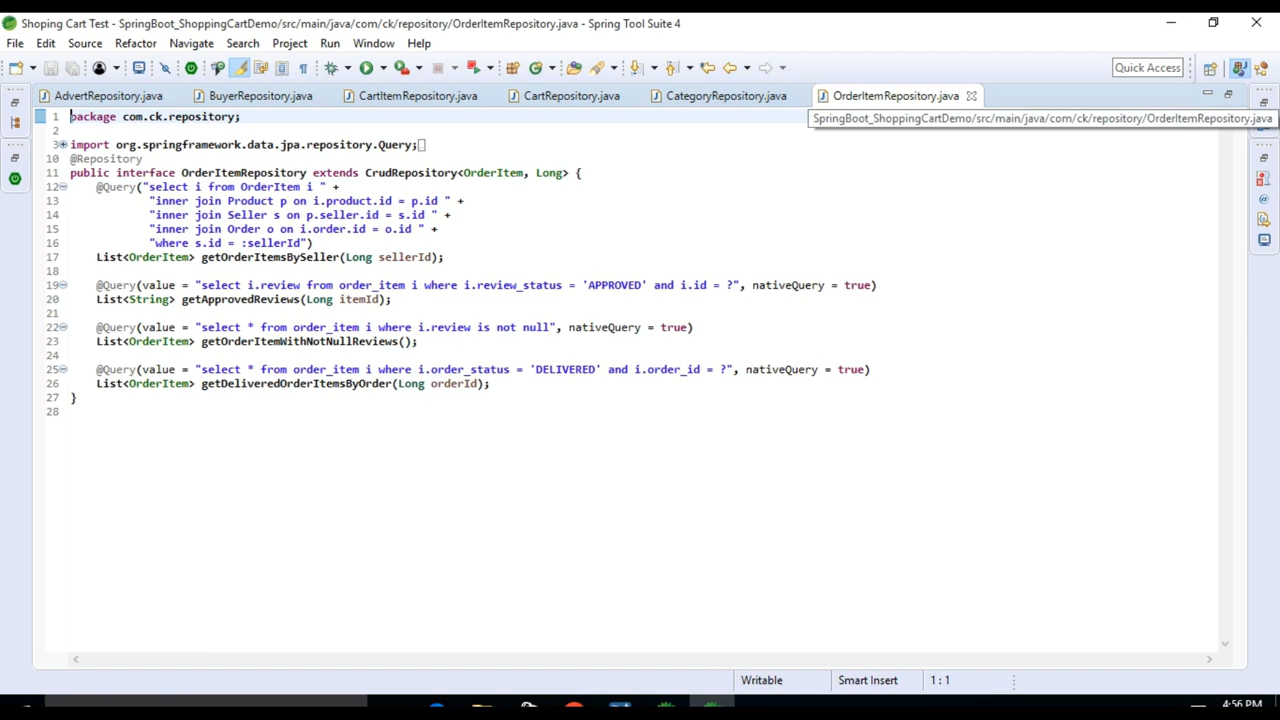 Shoping Cart Test - SpringBoot_ShoppingCartDemo/src/main/java/com/ck/repository/OrderItemRepository.java - Spring Tool Suite 4
File Edit Source Refactor Navigate Search Project Run Window Help
Quick Access
AdvertRepository.java BuyerRepository.java CartItemRepository.java CartRepository.java CategoryRepository.java OrderItemRepository.java
SpringBoot_ShoppingCartDemo/src/main/java/com/ck/repository/OrderItemRepository.java
1 package com.ck.repository;
2
3 import org.springframework.data.jpa.repository.Query;
10 @Repository
11 public interface OrderItemRepository extends CrudRepository<OrderItem, Long> {
12 @Query("select i from OrderItem i " +
13 "inner join Product p on i.product.id = p.id " +
14 "inner join Seller s on p.seller.id = s.id " +
15 "inner join Order o on i.order.id = o.id " +
16 "where s.id = :sellerId")
17 List<OrderItem> getOrderItemsBySeller(Long sellerId);
18
19 @Query(value = "select i.review from order_item i where i.review_status = 'APPROVED' and i.id = ?", nativeQuery = true)
20 List<String> getApprovedReviews(Long itemId);
21
22 @Query(value = "select * from order_item i where i.review is not null", nativeQuery = true)
23 List<OrderItem> getOrderItemWithNotNullReviews();
24
25 @Query(value = "select * from order_item i where i.order_status = 'DELIVERED' and i.order_id = ?", nativeQuery = true)
26 List<OrderItem> getDeliveredOrderItemsByOrder(Long orderId);
27 }
28
Writable Smart Insert 1 : 1
4:56 PM